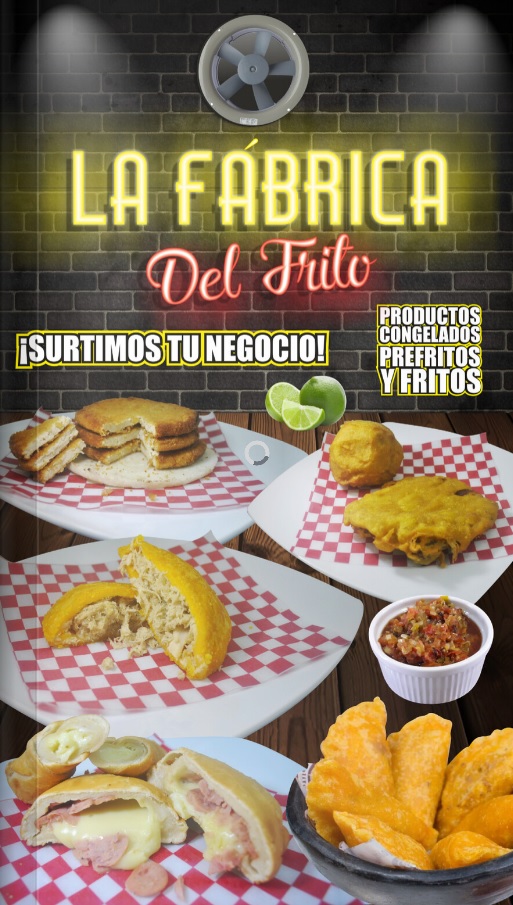 LA FÁBRICA
Del Frito
¡SURTIMOS TU NEGOCIO!
PRODUCTOS
CONGELADOS
PREFRITOS
Y FRITOS